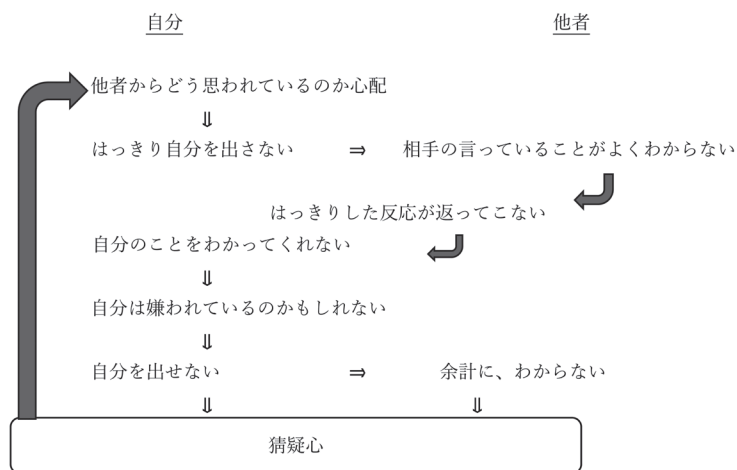 自分　他者
他者からどう思われているのか心配
⇓
はっきり自分を出さない　⇒　相手の言っていることがよくわからない
はっきりした反応が返ってこない
自分のことをわかってくれない
⇓
自分は嫌われているのかもしれない
⇓
自分を出せない　⇒　余計に、わからない
⇓　⇓
猜疑心